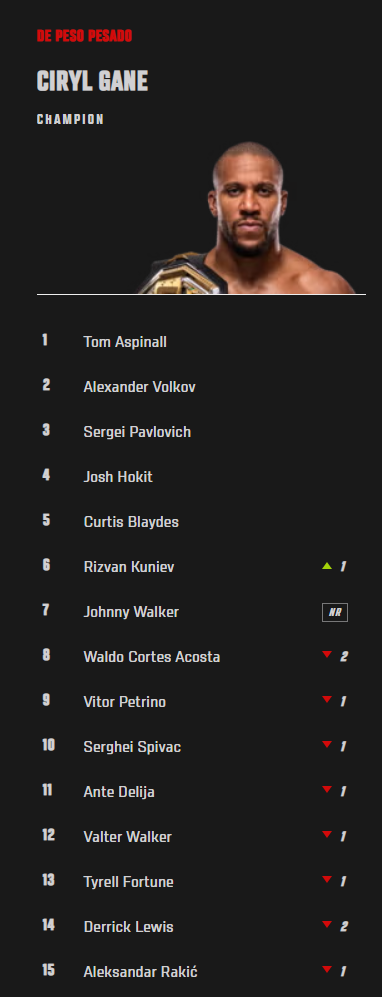 DE PESO PESADO
CIRYL GANE
CHAMPION
1 Tom Aspinall
2 Alexander Volkov
3 Sergei Pavlovich
4 Josh Hokit
5 Curtis Blaydes
6 Rizvan Kuniev 1
7 Johnny Walker NR
8 Waldo Cortes Acosta 2
9 Vitor Petrino 1
10 Serghei Spivac 1
11 Ante Delija 1
12 Valter Walker 1
13 Tyrell Fortune 1
14 Derrick Lewis 2
15 Aleksandar Rakić 1